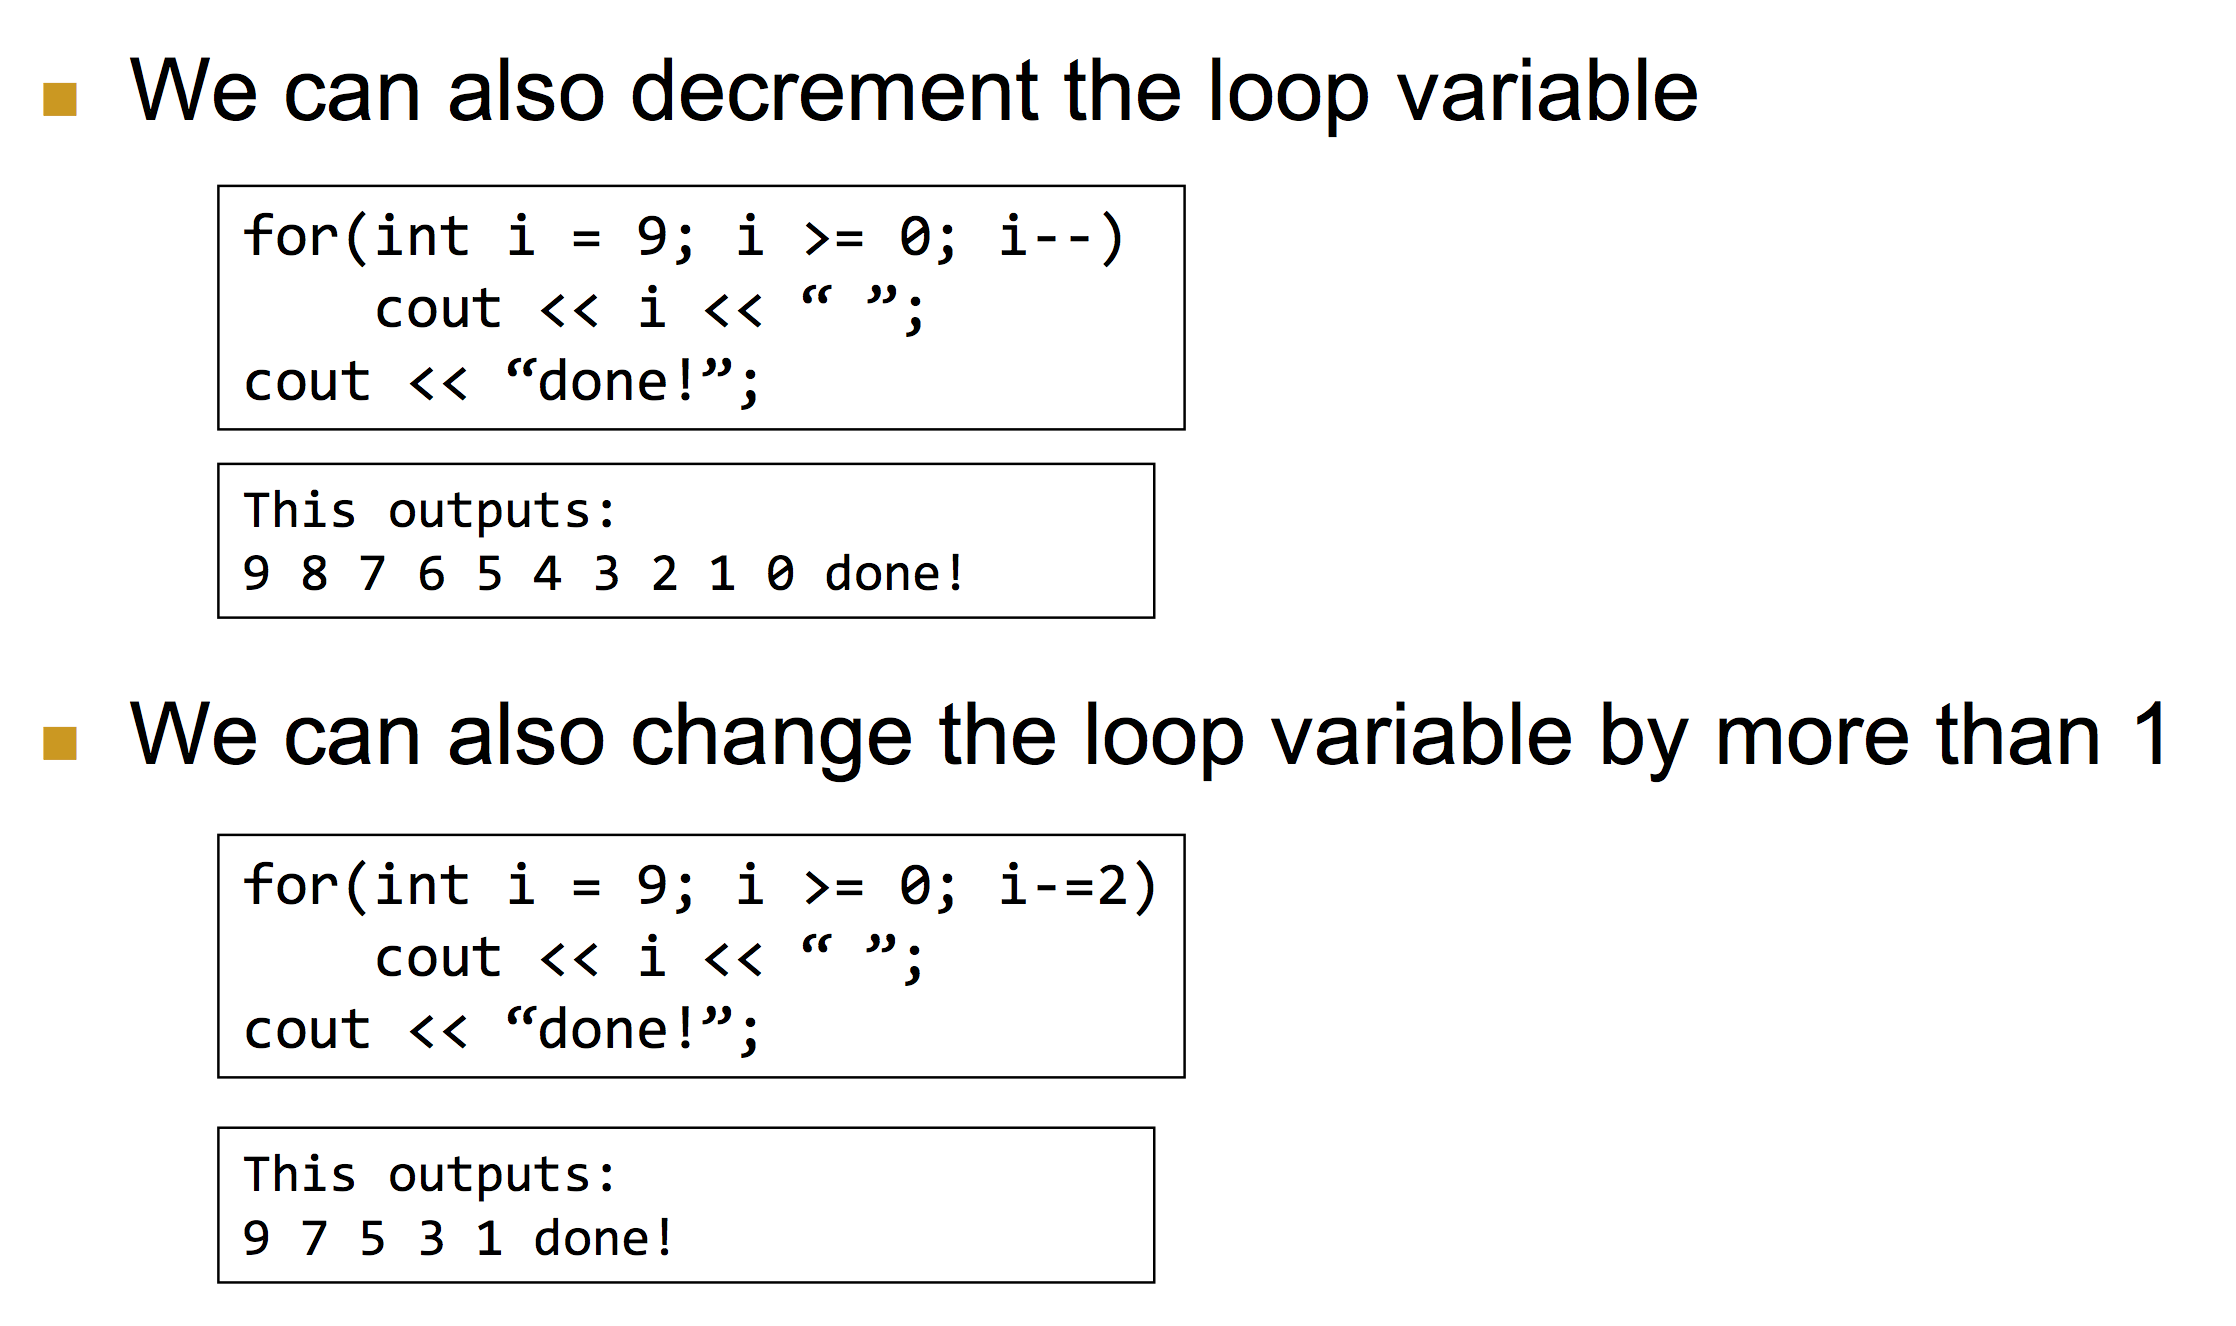 We can also decrement the loop variable
for(int i = 9; i >= 0; i--)
    cout << i << “ ”;
cout << “done!”;
This outputs:
9 8 7 6 5 4 3 2 1 0 done!
We can also change the loop variable by more than 1
for(int i = 9; i >= 0; i-=2)
    cout << i << “ ”;
cout << “done!”;
This outputs:
9 7 5 3 1 done!